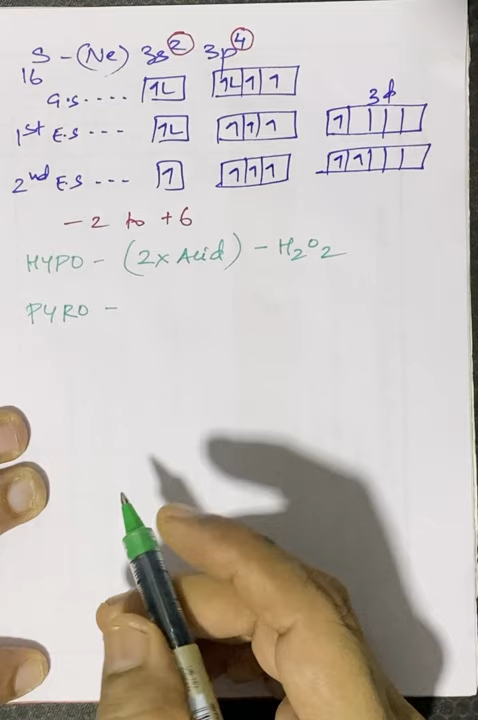 16S - (Ne) 3s2 3p4
G.S.... 1L 1L 1 1
3d
1st E.S --- 1L 1 1 1 1
2nd E.S --- 1 1 1 1 1 1
-2 to +6
HYPO - (2x Acid) - H2O2
PYRO -